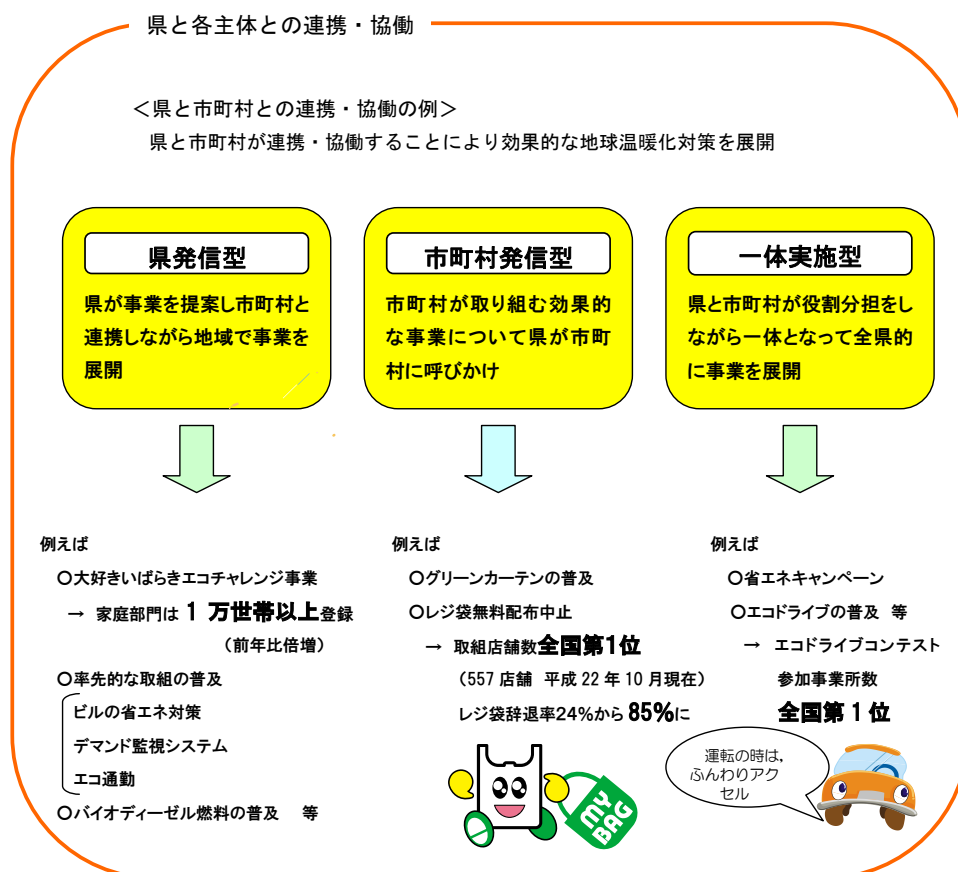 県と各主体との連携・協働
＜県と市町村との連携・協働の例＞
県と市町村が連携・協働することにより効果的な地球温暖化対策を展開
県発信型
県が事業を提案し市町村と
連携しながら地域で事業を
展開
市町村発信型
市町村が取り組む効果的
な事業について県が市町
村に呼びかけ
一体実施型
県と市町村が役割分担をし
ながら一体となって全県的
に事業を展開
例えば
○大好きいばらきエコチャレンジ事業
→ 家庭部門は 1 万世帯以上登録
（前年比倍増）
○率先的な取組の普及
ビルの省エネ対策
デマンド監視システム
エコ通勤
○バイオディーゼル燃料の普及 等
例えば
○グリーンカーテンの普及
○レジ袋無料配布中止
→ 取組店舗数全国第1位
（557 店舗 平成 22 年 10 月現在）
レジ袋辞退率24%から 85%に
MY
BAG
例えば
○省エネキャンペーン
○エコドライブの普及 等
→ エコドライブコンテスト
参加事業所数
全国第 1 位
運転の時は，
ふんわりアク
セル